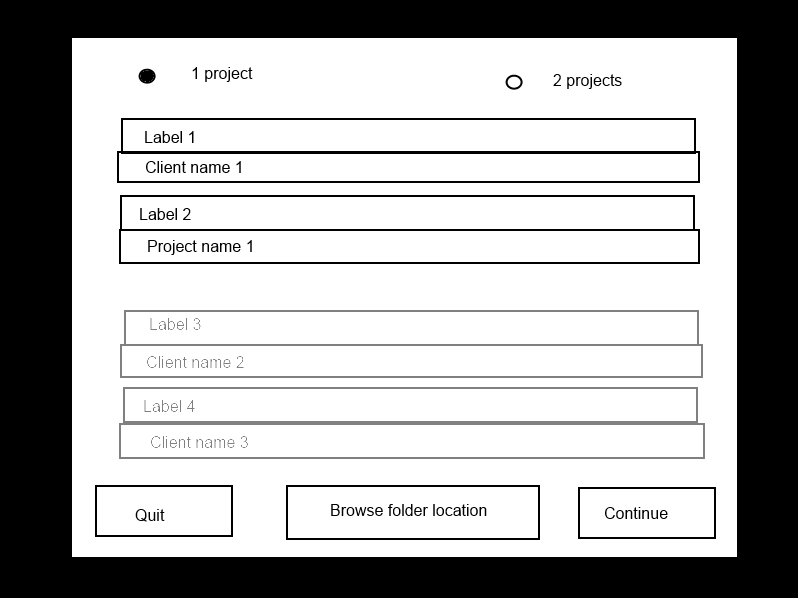 1 project
2 projects
Label 1
Client name 1
Label 2
Project name 1
Label 3
Client name 2
Label 4
Client name 3
Quit
Browse folder location
Continue